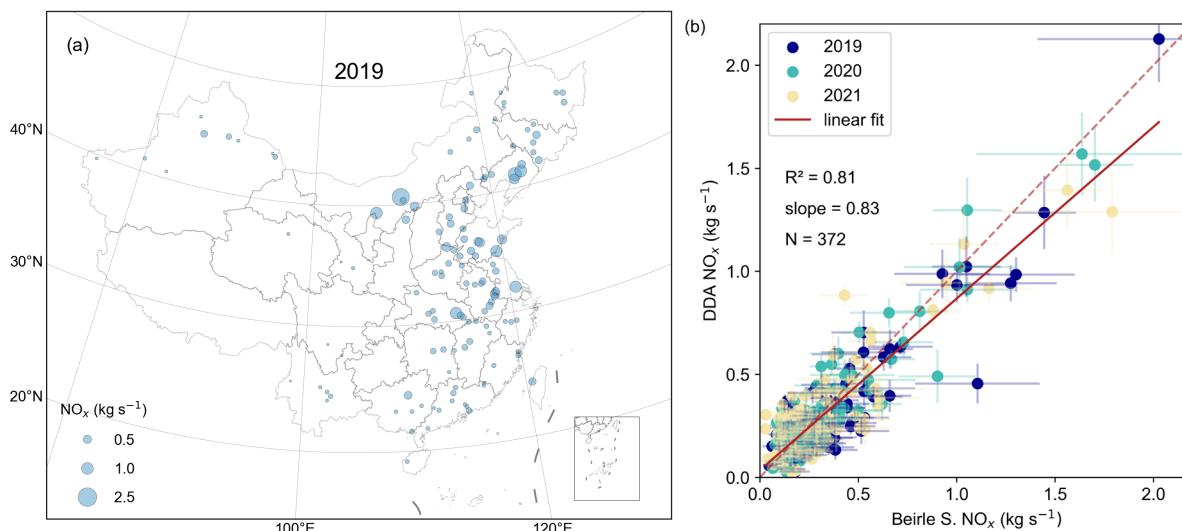 (a)
2019
40°N
30°N
20°N
NOx (kg s⁻¹)
0.5
1.0
2.5
100°E
120°E
(b)
2019
2020
2021
linear fit
R² = 0.81
slope = 0.83
N = 372
DDA NOx (kg s⁻¹)
2.0
1.5
1.0
0.5
0.0
0.0
0.5
1.0
1.5
2.0
Beirle S. NOx (kg s⁻¹)